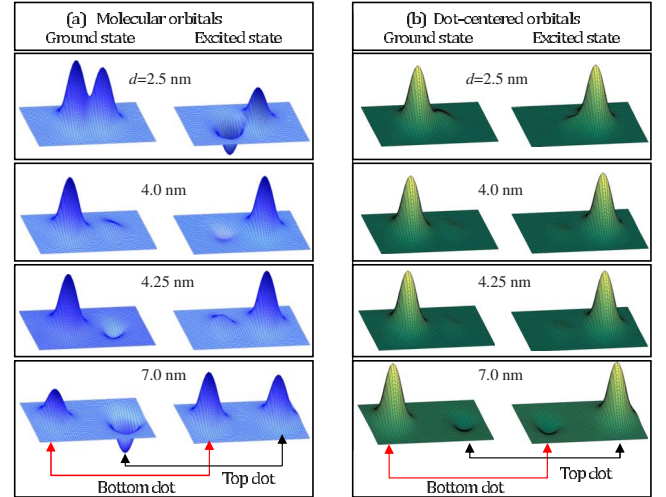 (a) Molecular orbitals
Ground state Excited state
d=2.5 nm
4.0 nm
4.25 nm
7.0 nm
Bottom dot
Top dot
(b) Dot-centered orbitals
Ground state Excited state
d=2.5 nm
4.0 nm
4.25 nm
7.0 nm
Bottom dot
Top dot